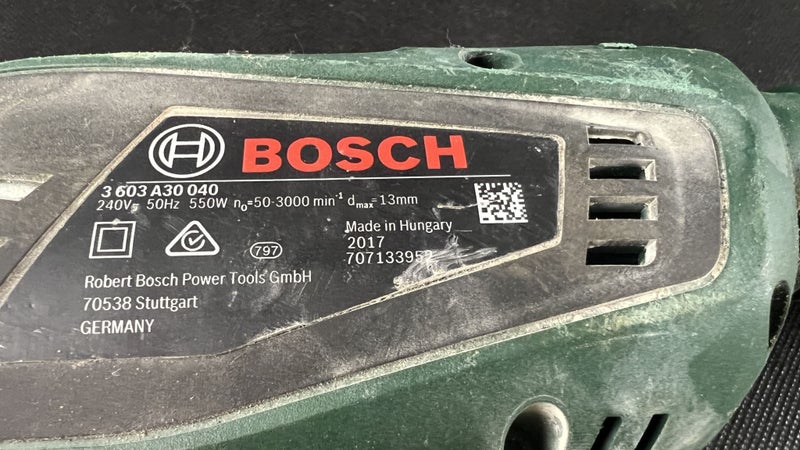 BOSCH
3 603 A30 040
240V~ 50Hz 550W n₀=50-3000 min⁻¹ dmax=13mm
Made in Hungary
2017
797
Robert Bosch Power Tools GmbH
70538 Stuttgart
GERMANY